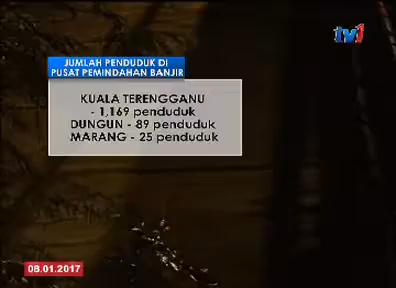 tv1
JUMLAH PENDUDUK DI
PUSAT PEMINDAHAN BANJIR
KUALA TERENGGANU
- 1,169 penduduk
DUNGUN - 89 penduduk
MARANG - 25 penduduk
08.01.2017